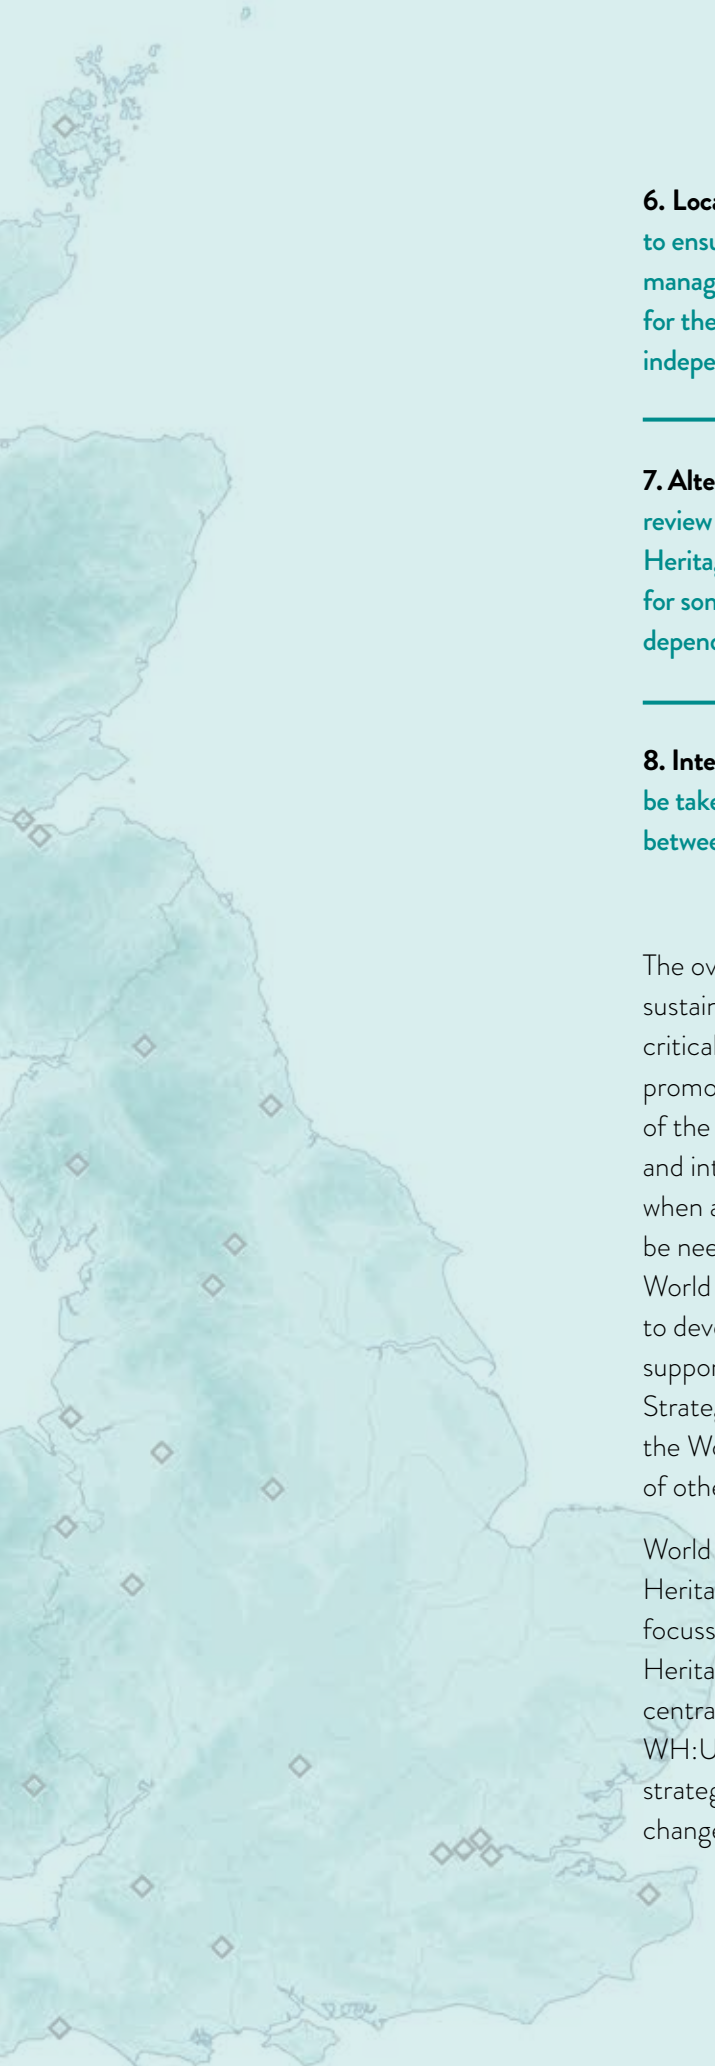 6. Loca
to ensu
manag
for the
indepe
7. Alte
review
Herita
for som
depend
8. Inte
be take
betwee
The ov
sustain
critical
promo
of the
and int
when a
be nee
World
to deve
suppor
Strate
the Wo
of othe
World
Herita
focuss
Herita
centra
WH:U
strateg
change